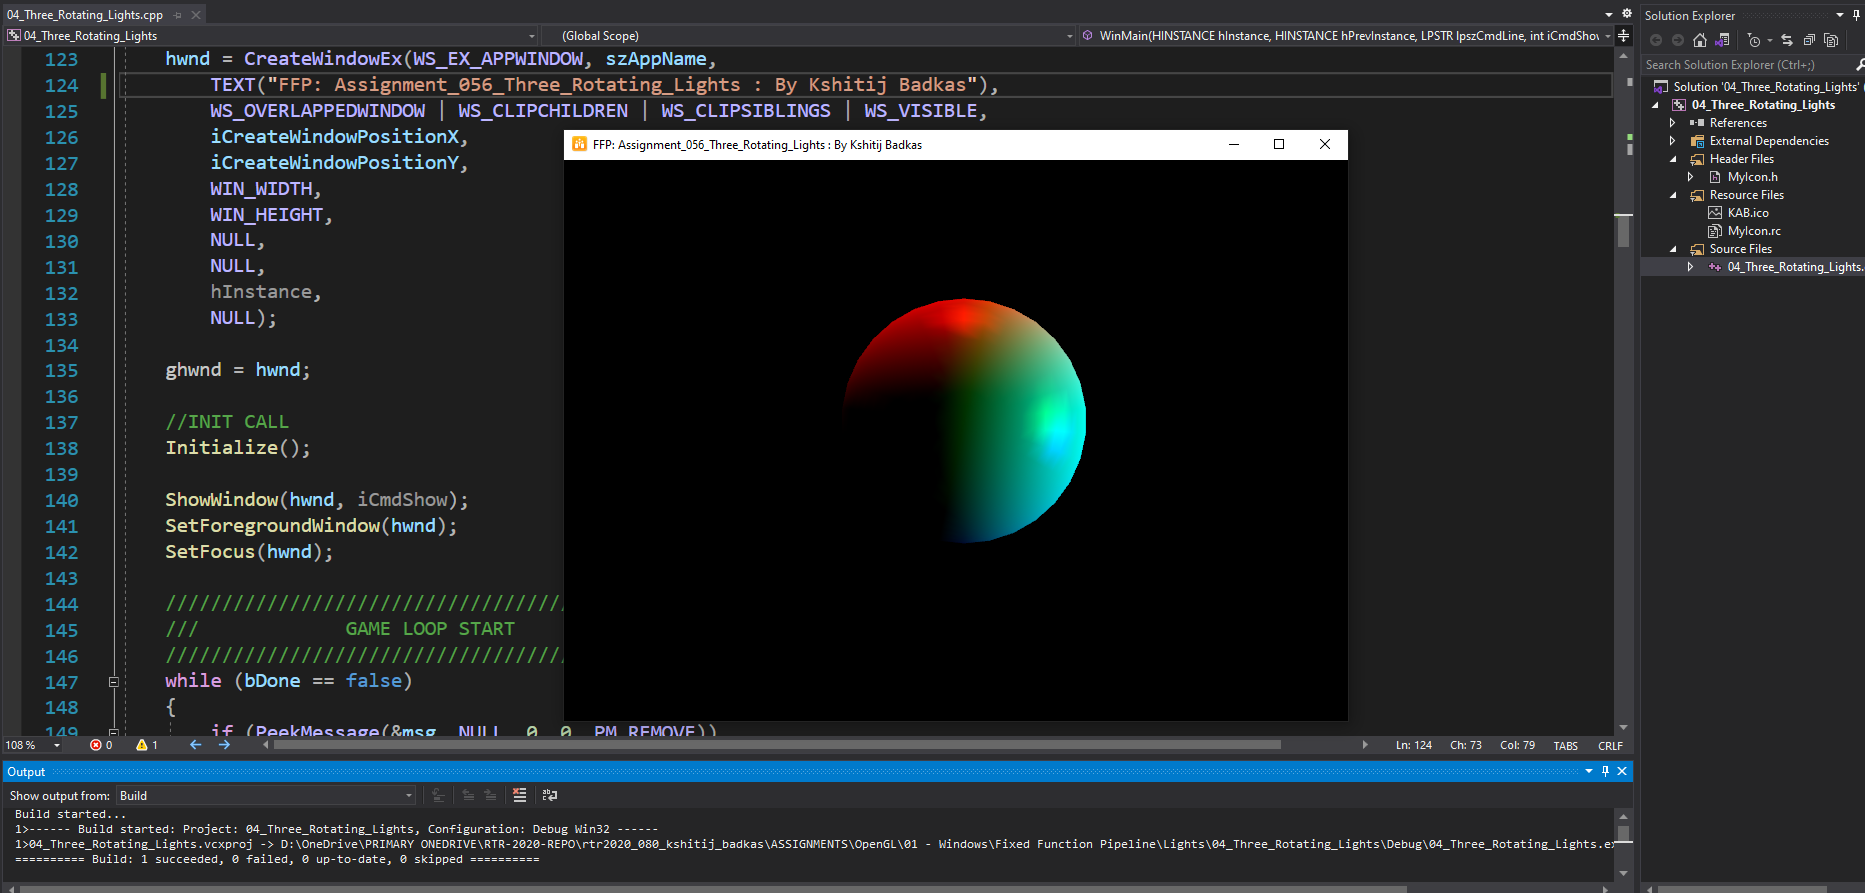 04_Three_Rotating_Lights.cpp
04_Three_Rotating_Lights
(Global Scope)
WinMain(HINSTANCE hInstance, HINSTANCE hPrevInstance, LPSTR lpszCmdLine, int iCmdShov
123 hwnd = CreateWindowEx(WS_EX_APPWINDOW, szAppName,
124 TEXT("FFP: Assignment_056_Three_Rotating_Lights : By Kshitij Badkas"),
125 WS_OVERLAPPEDWINDOW | WS_CLIPCHILDREN | WS_CLIPSIBLINGS | WS_VISIBLE,
126 iCreateWindowPositionX,
127 iCreateWindowPositionY,
128 WIN_WIDTH,
129 WIN_HEIGHT,
130 NULL,
131 NULL,
132 hInstance,
133 NULL);
134
135 ghwnd = hwnd;
136
137 //INIT CALL
138 Initialize();
139
140 ShowWindow(hwnd, iCmdShow);
141 SetForegroundWindow(hwnd);
142 SetFocus(hwnd);
143
144 ///////////////////////////////////
145 /// GAME LOOP START
146 ///////////////////////////////////
147 while (bDone == false)
148 {
149 if (PeekMessage(&msg, NULL, 0, 0, PM_REMOVE))
FFP: Assignment_056_Three_Rotating_Lights : By Kshitij Badkas
108 %
0
1
Ln: 124 Ch: 73 Col: 79 TABS CRLF
Output
Show output from: Build
Build started...
1>------ Build started: Project: 04_Three_Rotating_Lights, Configuration: Debug Win32 ------
1>04_Three_Rotating_Lights.vcxproj -> D:\OneDrive\PRIMARY ONEDRIVE\RTR-2020-REPO\rtr2020_080_kshitij_badkas\ASSIGNMENTS\OpenGL\01 - Windows\Fixed Function Pipeline\Lights\04_Three_Rotating_Lights\Debug\04_Three_Rotating_Lights.ex
========== Build: 1 succeeded, 0 failed, 0 up-to-date, 0 skipped ==========
Solution Explorer
Search Solution Explorer (Ctrl+;)
Solution '04_Three_Rotating_Lights' (
04_Three_Rotating_Lights
References
External Dependencies
Header Files
MyIcon.h
Resource Files
KAB.ico
MyIcon.rc
Source Files
04_Three_Rotating_Lights.